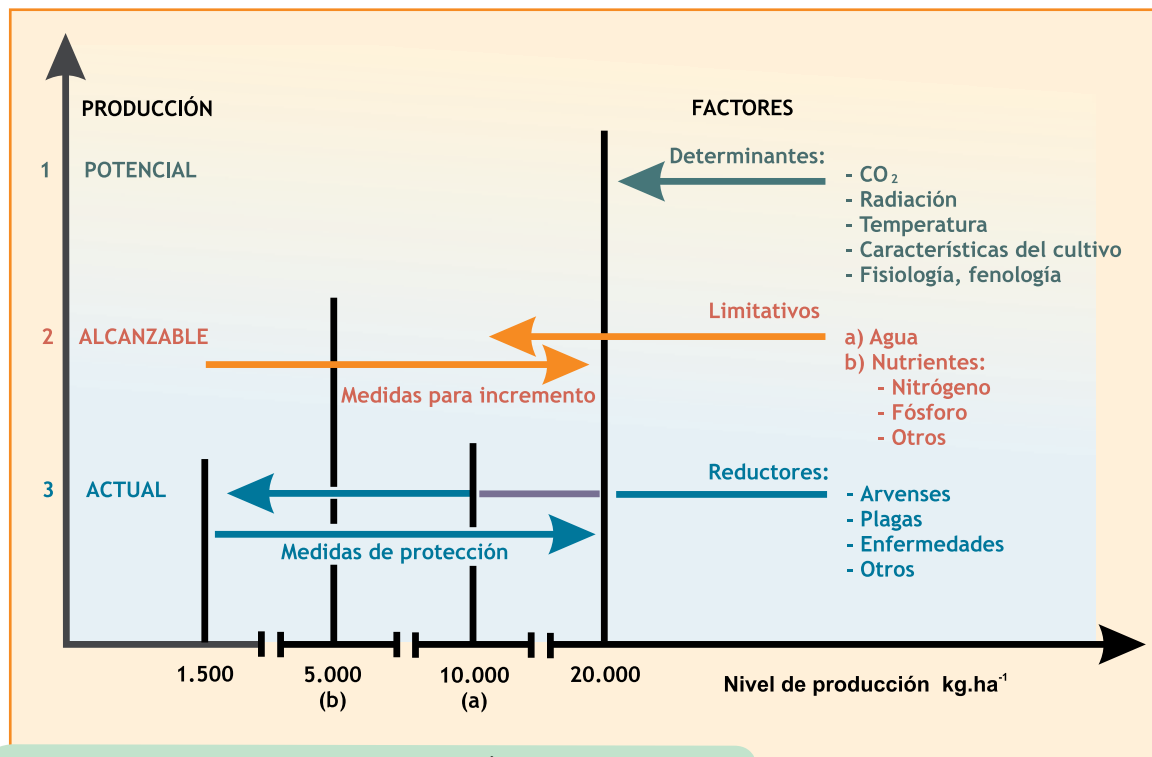 PRODUCCIÓN
FACTORES
1 POTENCIAL
Determinantes:
- CO₂
- Radiación
- Temperatura
- Características del cultivo
- Fisiología, fenología
2 ALCANZABLE
Limitativos
a) Agua
b) Nutrientes:
- Nitrógeno
- Fósforo
- Otros
Medidas para incremento
3 ACTUAL
Reductores:
- Arvenses
- Plagas
- Enfermedades
- Otros
Medidas de protección
1.500 5.000 10.000 20.000
(b) (a)
Nivel de producción kg.ha⁻¹